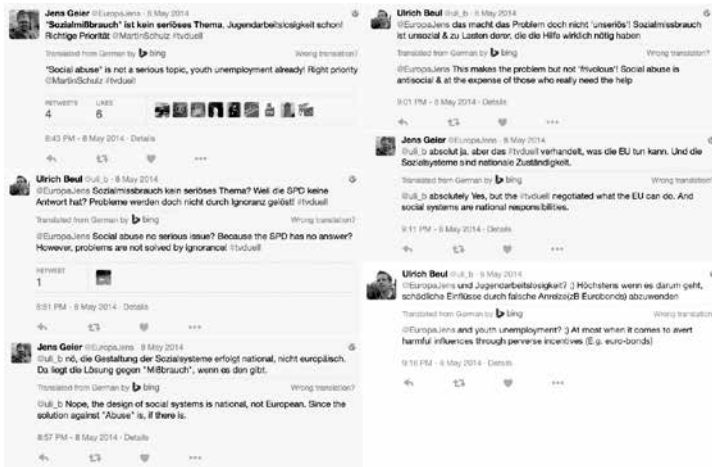 Jens Geier @EuropaJens · 8 May 2014
"Sozialmißbrauch" ist kein seriöses Thema, Jugendarbeitslosigkeit schon!
Richtige Priorität @MartinSchulz #tvduell
Translated from German by bing Wrong translation?
"Social abuse" is not a serious topic, youth unemployment already! Right priority
@MartinSchulz #tvduell
RETWEETS LIKES
4 6
8:43 PM - 8 May 2014 · Details
Ulrich Beul @uli_b · 8 May 2014
@EuropaJens Sozialmissbrauch kein seriöses Thema? Weil die SPD keine
Antwort hat? Probleme werden doch nicht durch Ignoranz gelöst! #tvduell
Translated from German by bing Wrong translation?
@EuropaJens Social abuse no serious issue? Because the SPD has no answer?
However, problems are not solved by ignorance! #tvduell
RETWEET
1
8:51 PM - 8 May 2014 · Details
Jens Geier @EuropaJens · 8 May 2014
@uli_b nö, die Gestaltung der Sozialsysteme erfolgt national, nicht europäisch.
Da liegt die Lösung gegen "Mißbrauch", wenn es den gibt.
Translated from German by bing Wrong translation?
@uli_b Nope, the design of social systems is national, not European. Since the
solution against "Abuse" is, if there is.
8:57 PM - 8 May 2014 · Details
Ulrich Beul @uli_b · 8 May 2014
@EuropaJens das macht das Problem doch nicht 'unseriös'! Sozialmissbrauch
ist unsozial & zu Lasten derer, die die Hilfe wirklich nötig haben
Translated from German by bing Wrong translation?
@EuropaJens This makes the problem but not 'frivolous'! Social abuse is
antisocial & at the expense of those who really need the help
9:01 PM - 8 May 2014 · Details
Jens Geier @EuropaJens · 8 May 2014
@uli_b absolut ja, aber das #tvduell verhandelt, was die EU tun kann. Und die
Sozialsysteme sind nationale Zuständigkeit.
Translated from German by bing Wrong translation?
@uli_b absolutely Yes, but the #tvduell negotiated what the EU can do. And
social systems are national responsibilities.
9:11 PM - 8 May 2014 · Details
Ulrich Beul @uli_b · 8 May 2014
@EuropaJens und Jugendarbeitslosigkeit? ;) Höchstens wenn es darum geht,
schädliche Einflüsse durch falsche Anreize(zB Eurobonds) abzuwenden
Translated from German by bing Wrong translation
@EuropaJens and youth unemployment? ;) At most when it comes to avert
harmful influences through perverse incentives (E.g. euro-bonds)
9:16 PM - 8 May 2014 · Details